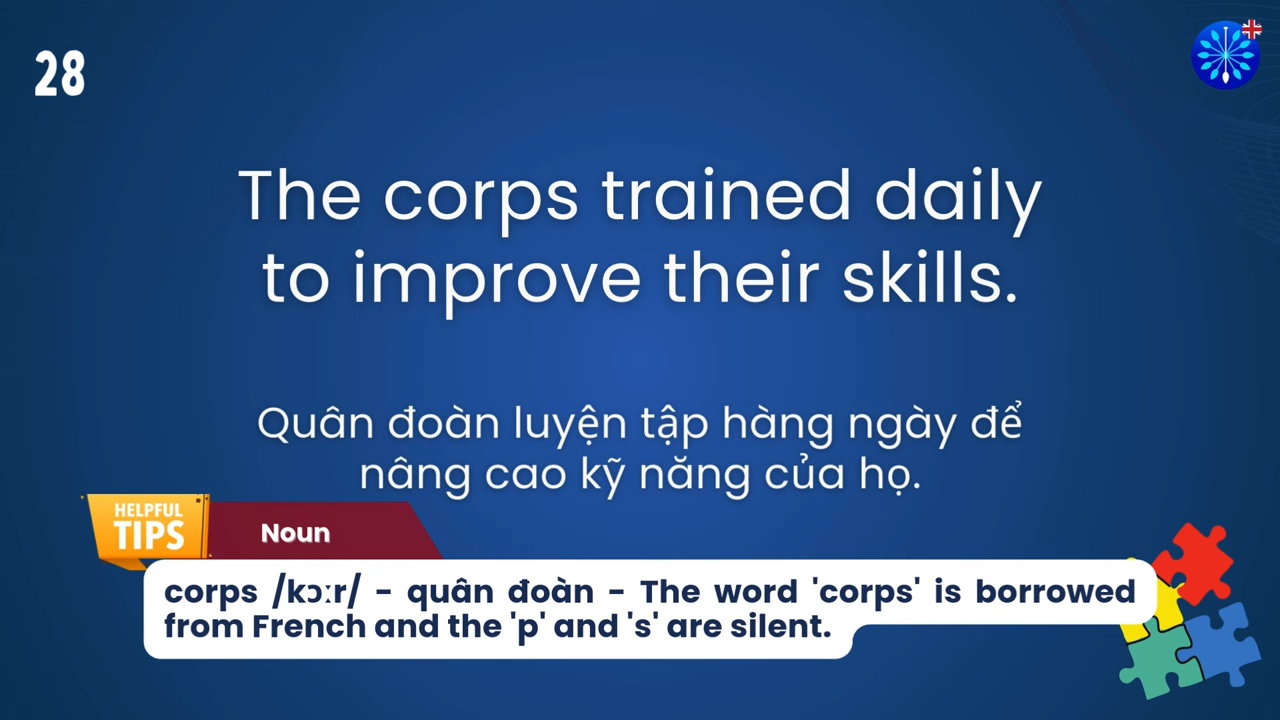 28
The corps trained daily
to improve their skills.
Quân đoàn luyện tập hàng ngày để
nâng cao kỹ năng của họ.
HELPFUL
TIPS
Noun
corps /kɔːr/ - quân đoàn - The word 'corps' is borrowed
from French and the 'p' and 's' are silent.